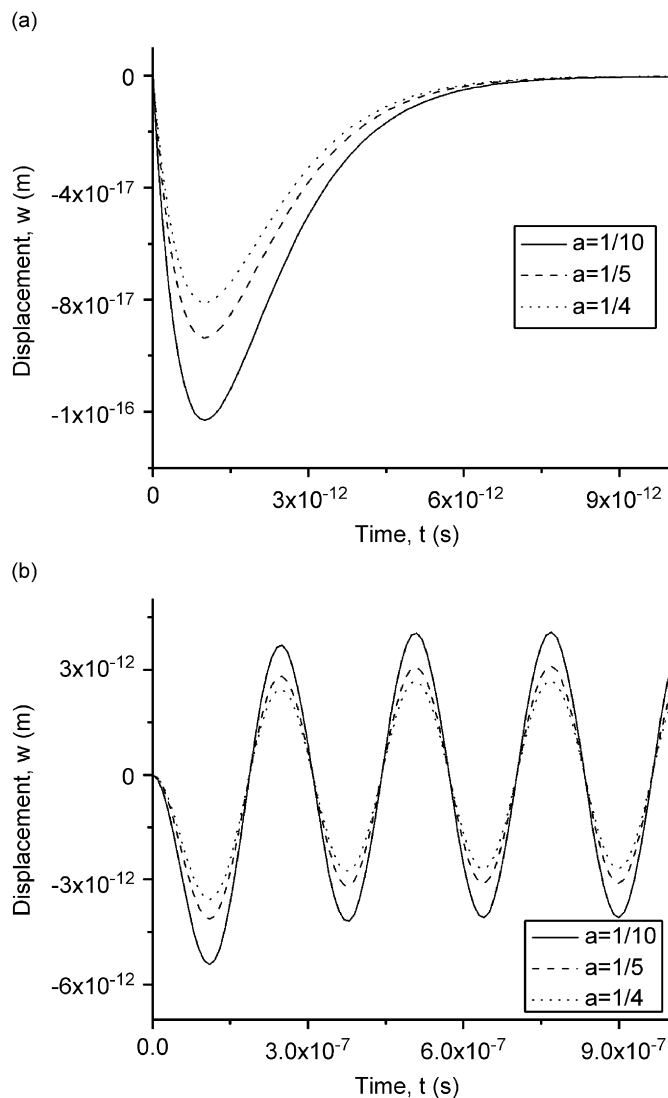 (a)
0
-4x10⁻¹⁷
-8x10⁻¹⁷
-1x10⁻¹⁶
Displacement, w (m)
a=1/10
a=1/5
a=1/4
0
3x10⁻¹²
6x10⁻¹²
9x10⁻¹²
Time, t (s)
(b)
3x10⁻¹²
0
-3x10⁻¹²
-6x10⁻¹²
Displacement, w (m)
a=1/10
a=1/5
a=1/4
0.0
3.0x10⁻⁷
6.0x10⁻⁷
9.0x10⁻⁷
Time, t (s)